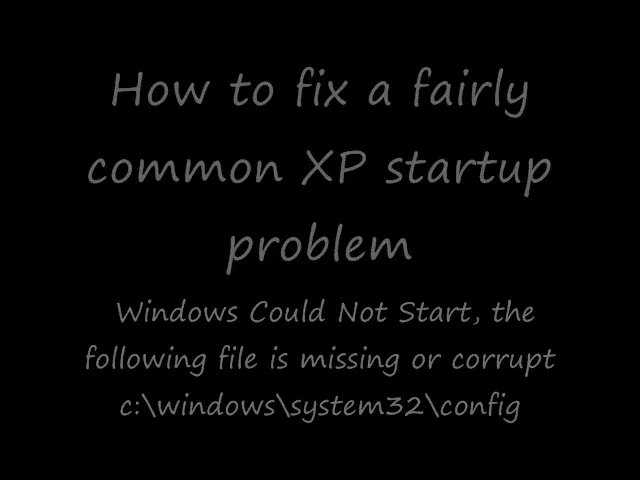 How to fix a fairly
common XP startup
problem
Windows Could Not Start, the
following file is missing or corrupt
c:\windows\system32\config